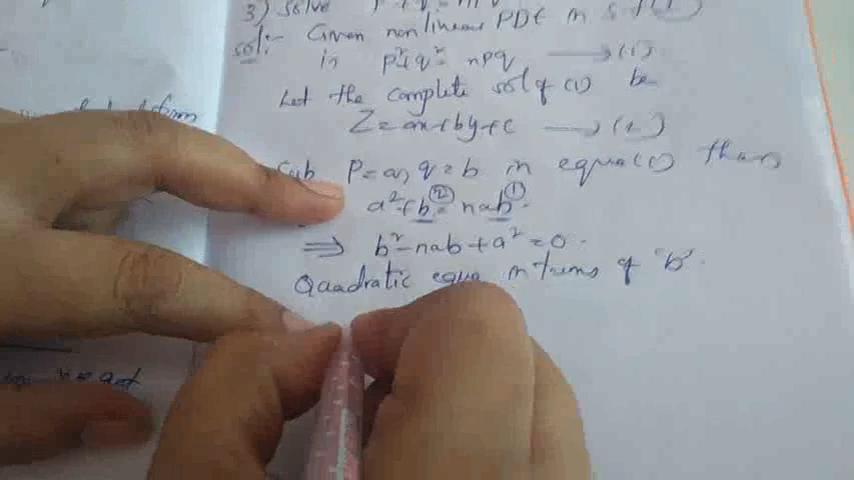 3) Solve
Sol:- Given non linear PDE in
is p²+q² = npq → (1)
Let the complete sol of (1) be
Z = ax+by+c → (2)
Sub P=a, q=b in equa(1) then
a²+b² = nab.
⇒ b²-nab+a²=0.
Quadratic equa in terms of "b".